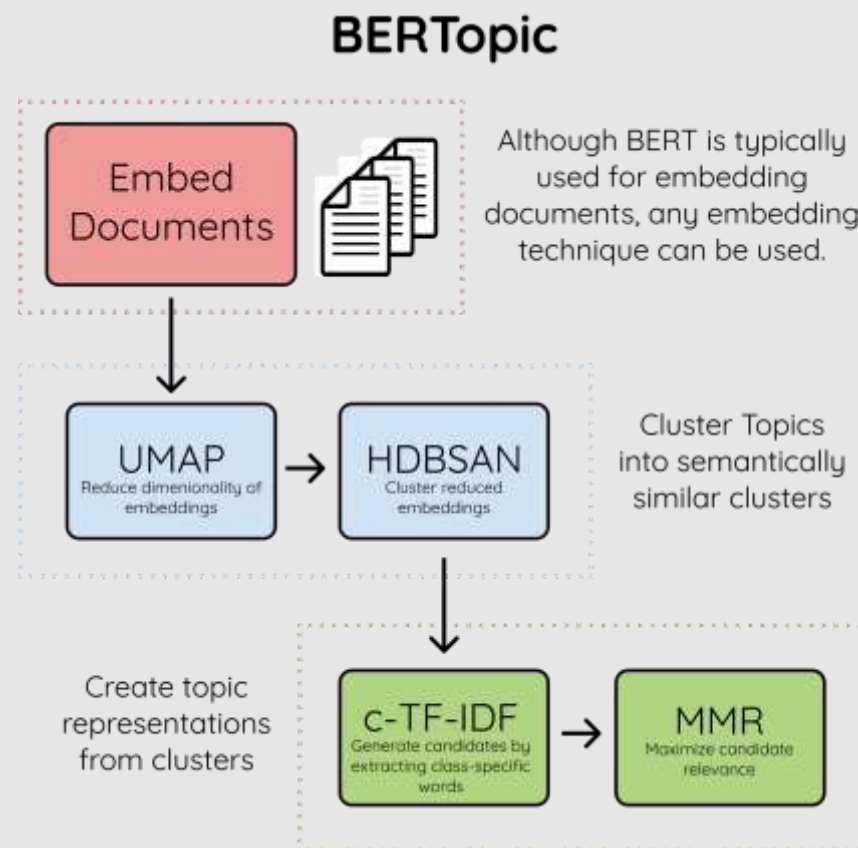 BERTopic
Embed
Documents
Although BERT is typically
used for embedding
documents, any embedding
technique can be used.
UMAP
Reduce dimenionality of
embeddings
HDBSAN
Cluster reduced
embeddings
Cluster Topics
into semantically
similar clusters
Create topic
representations
from clusters
c-TF-IDF
Generate candidates by
extracting class-specific
words
MMR
Maximize candidate
relevance